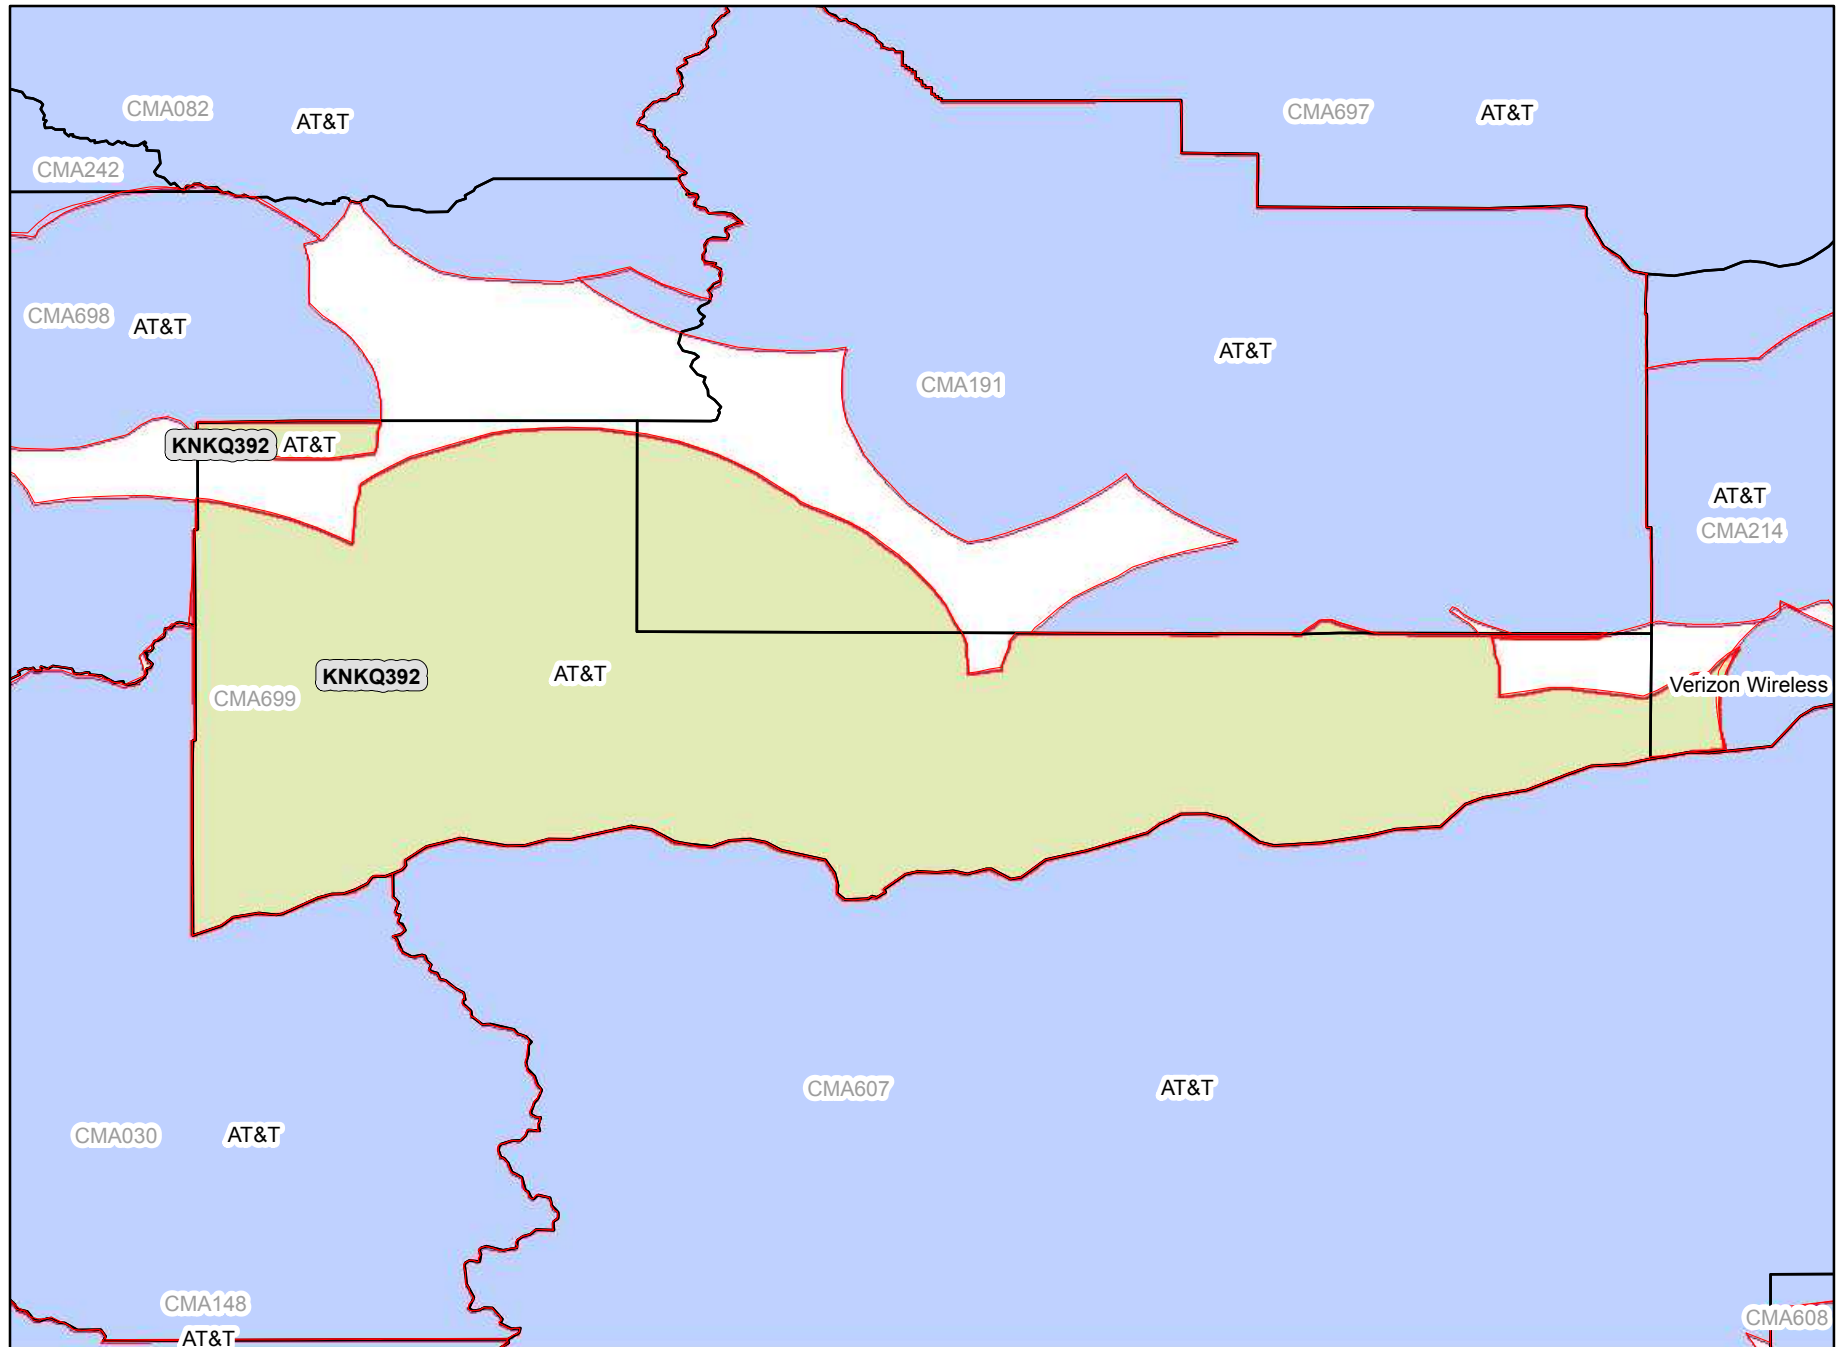 CMA082
AT&T
CMA697
AT&T
CMA242
CMA698
AT&T
AT&T
CMA191
KNKQ392
AT&T
AT&T
CMA214
KNKQ392
AT&T
CMA699
Verizon Wireless
CMA607
AT&T
CMA030
AT&T
CMA148
AT&T
CMA608